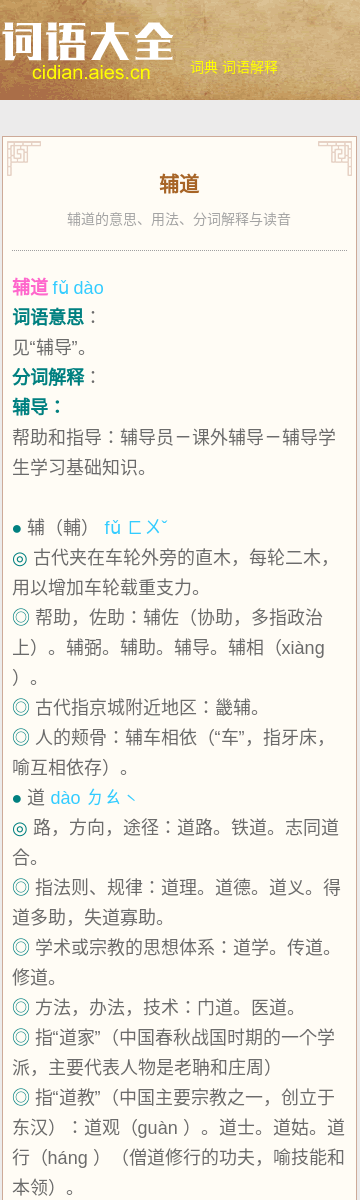 词语大全
cidian.aies.cn
词典 词语解释
辅道
辅道的意思、用法、分词解释与读音
辅道 fǔ dào
词语意思：
见“辅导”。
分词解释：
辅导：
帮助和指导：辅导员－课外辅导－辅导学
生学习基础知识。
● 辅（輔） fǔ ㄈㄨˇ
◎ 古代夹在车轮外旁的直木，每轮二木，
用以增加车轮载重支力。
◎ 帮助，佐助：辅佐（协助，多指政治
上）。辅弼。辅助。辅导。辅相（xiàng
）。
◎ 古代指京城附近地区：畿辅。
◎ 人的颊骨：辅车相依（“车”，指牙床，
喻互相依存）。
● 道 dào ㄉㄠˋ
◎ 路，方向，途径：道路。铁道。志同道
合。
◎ 指法则、规律：道理。道德。道义。得
道多助，失道寡助。
◎ 学术或宗教的思想体系：道学。传道。
修道。
◎ 方法，办法，技术：门道。医道。
◎ 指“道家”（中国春秋战国时期的一个学
派，主要代表人物是老聃和庄周）
◎ 指“道教”（中国主要宗教之一，创立于
东汉）：道观（guàn ）。道士。道姑。道
行（háng ）（僧道修行的功夫，喻技能和
本领）。